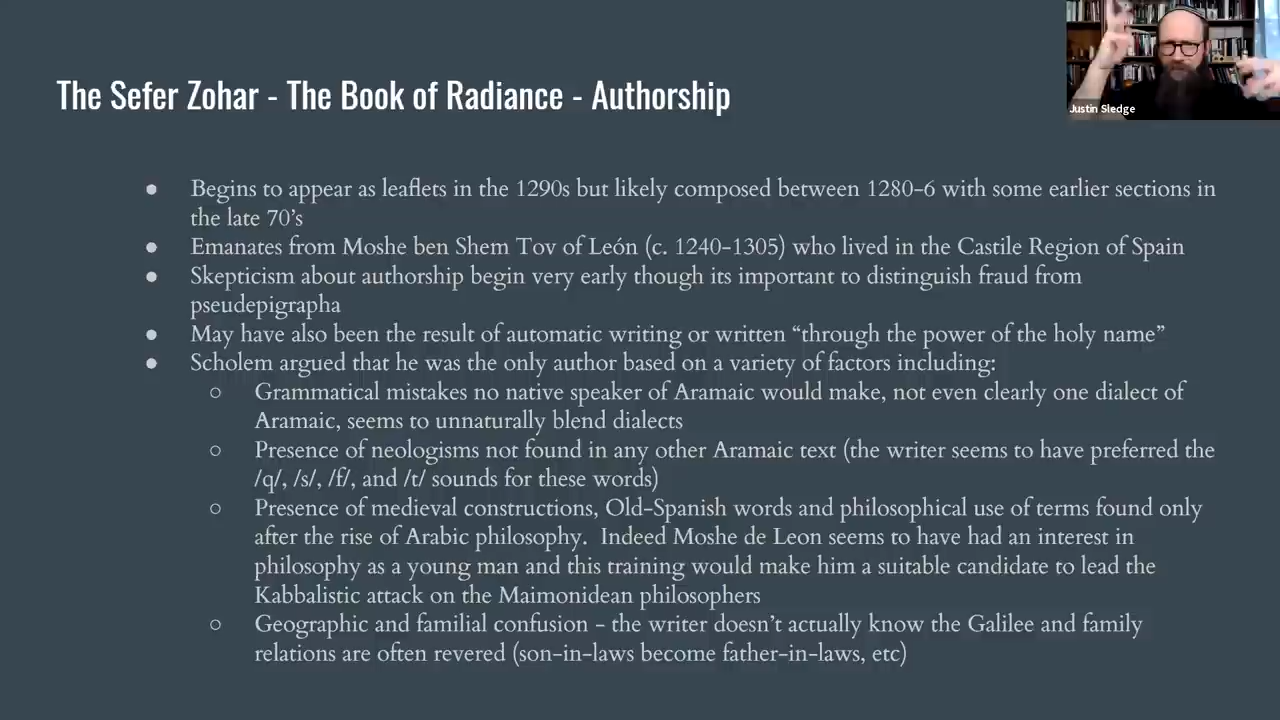 The Sefer Zohar - The Book of Radiance - Authorship
Justin Sledge
● Begins to appear as leaflets in the 1290s but likely composed between 1280-6 with some earlier sections in
the late 70’s
● Emanates from Moshe ben Shem Tov of León (c. 1240-1305) who lived in the Castile Region of Spain
● Skepticism about authorship begin very early though its important to distinguish fraud from
pseudepigrapha
● May have also been the result of automatic writing or written “through the power of the holy name”
● Scholem argued that he was the only author based on a variety of factors including:
○ Grammatical mistakes no native speaker of Aramaic would make, not even clearly one dialect of
Aramaic, seems to unnaturally blend dialects
○ Presence of neologisms not found in any other Aramaic text (the writer seems to have preferred the
/q/, /s/, /f/, and /t/ sounds for these words)
○ Presence of medieval constructions, Old-Spanish words and philosophical use of terms found only
after the rise of Arabic philosophy. Indeed Moshe de Leon seems to have had an interest in
philosophy as a young man and this training would make him a suitable candidate to lead the
Kabbalistic attack on the Maimonidean philosophers
○ Geographic and familial confusion - the writer doesn’t actually know the Galilee and family
relations are often revered (son-in-laws become father-in-laws, etc)